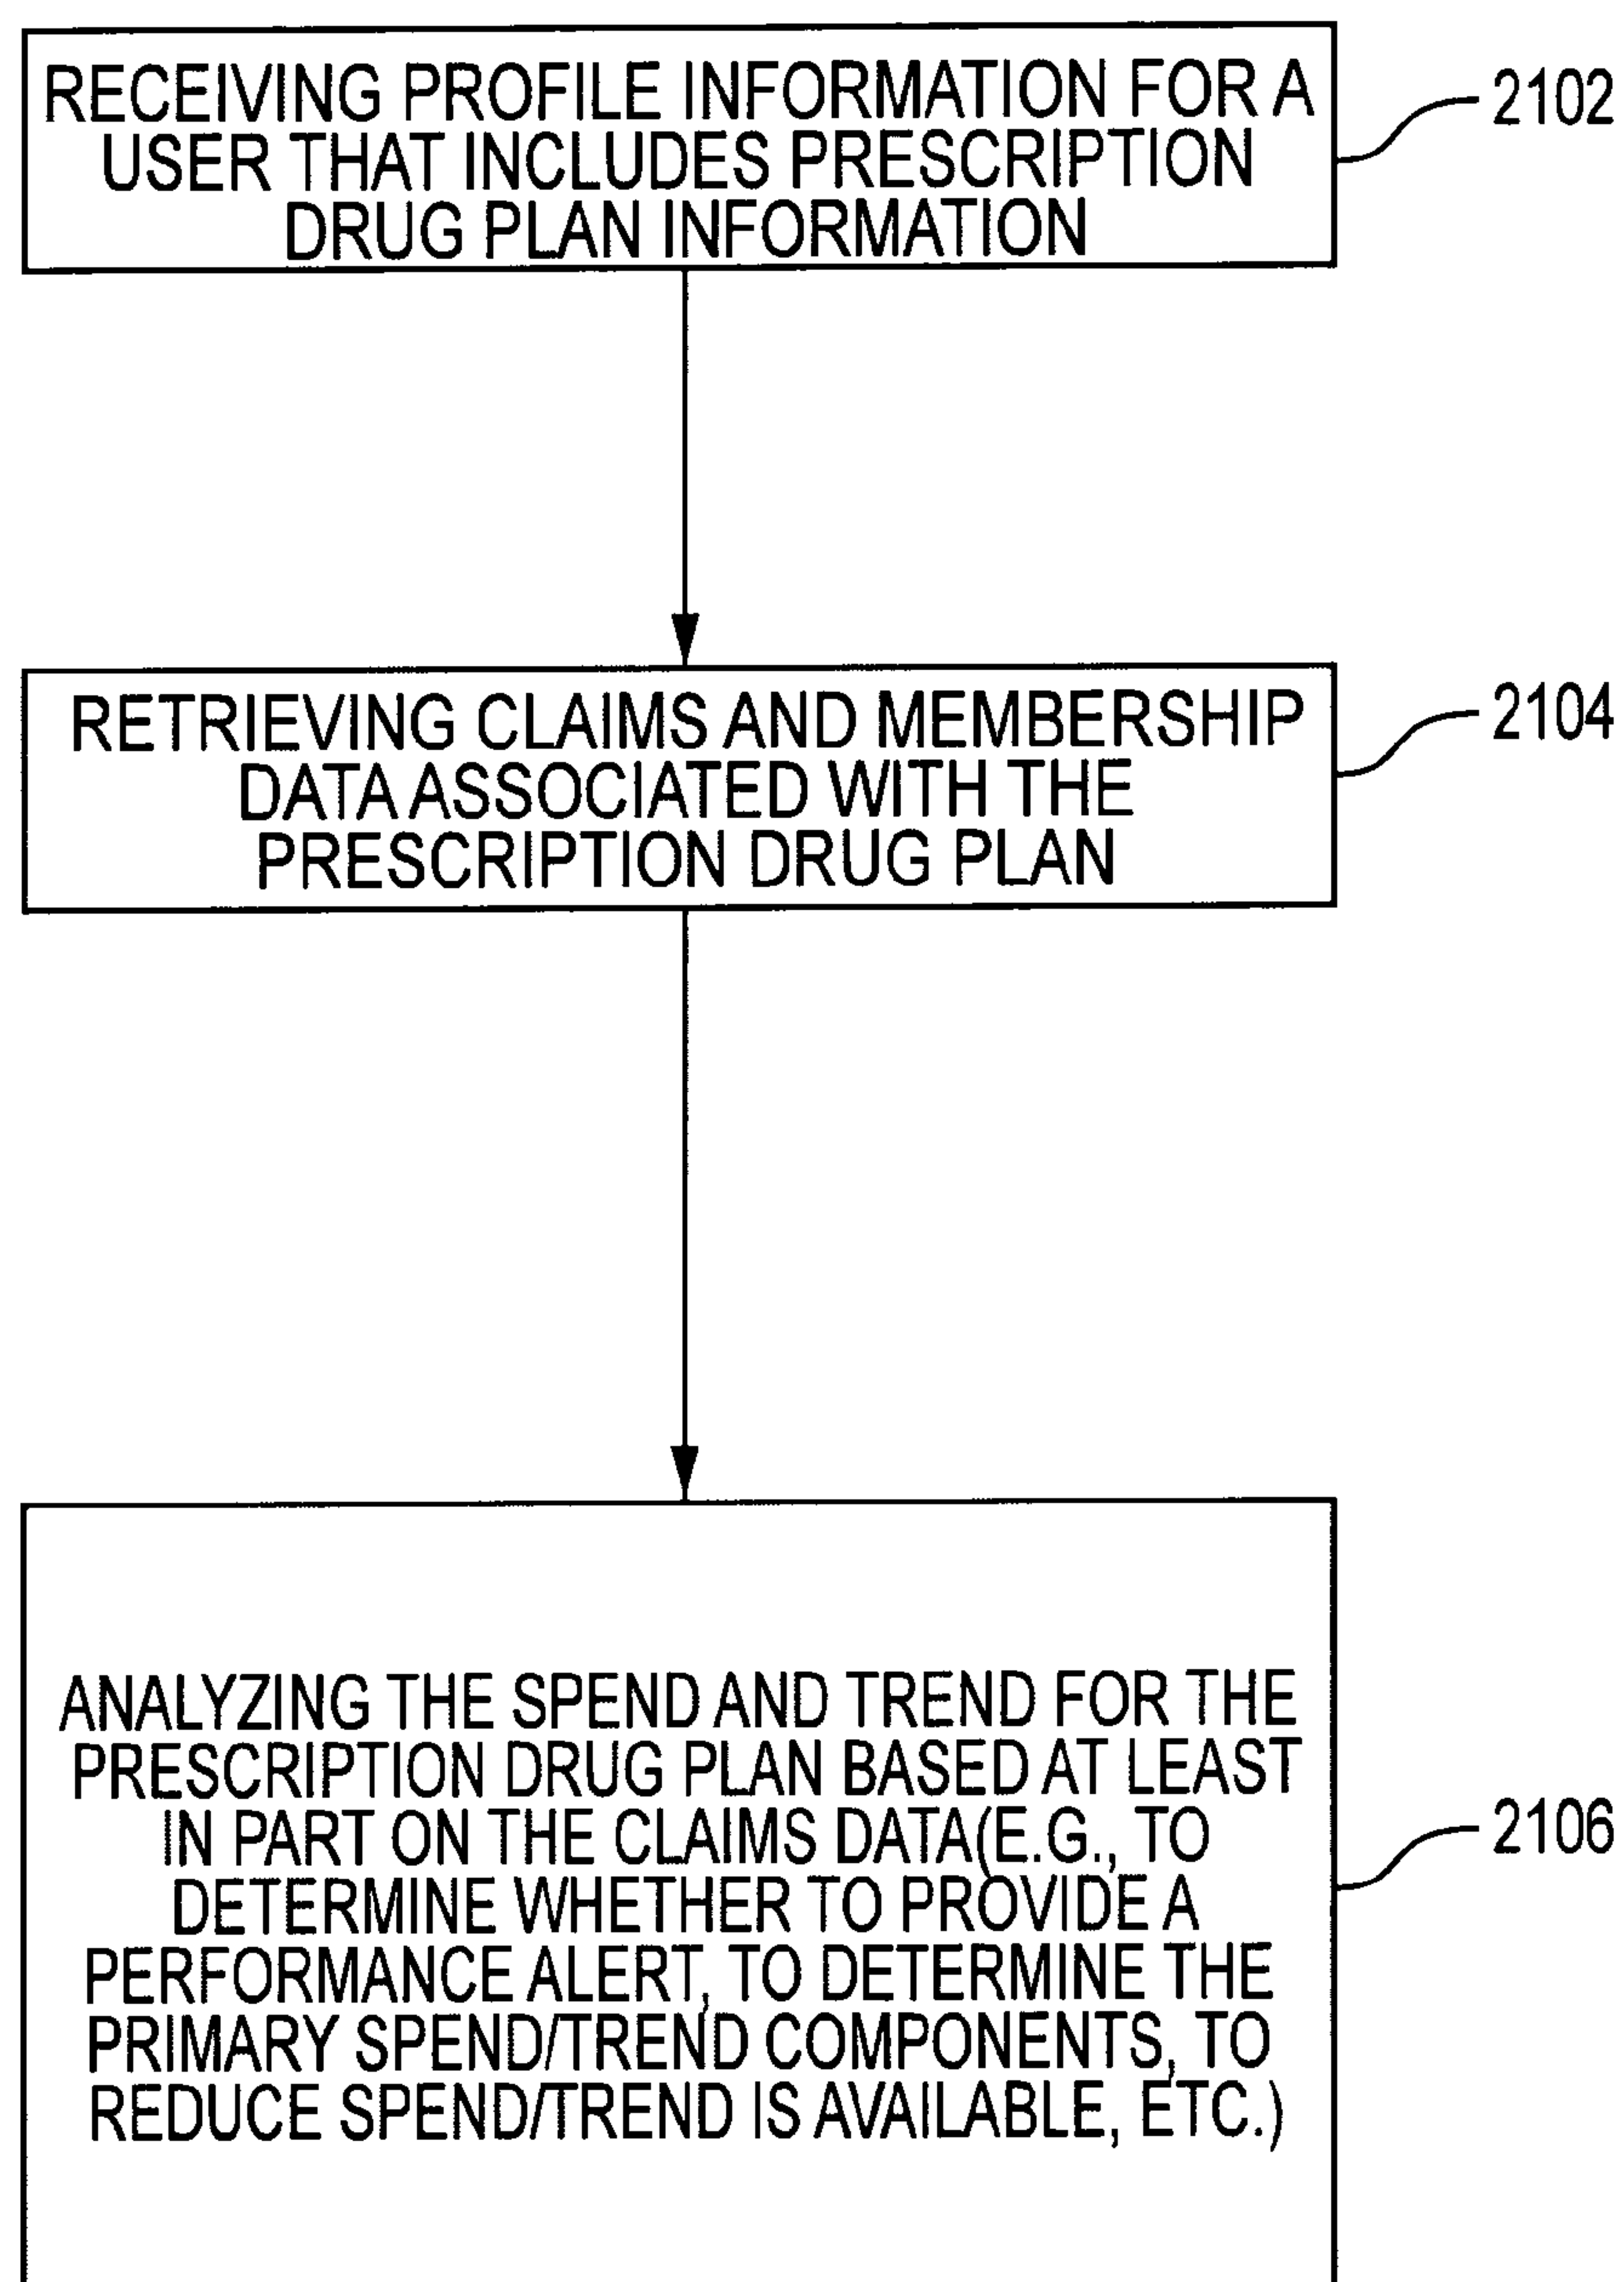 RECEIVING PROFILE INFORMATION FOR A
USER THAT INCLUDES PRESCRIPTION
DRUG PLAN INFORMATION
2102
RETRIEVING CLAIMS AND MEMBERSHIP
DATA ASSOCIATED WITH THE
PRESCRIPTION DRUG PLAN
2104
ANALYZING THE SPEND AND TREND FOR THE
PRESCRIPTION DRUG PLAN BASED AT LEAST
IN PART ON THE CLAIMS DATA(E.G., TO
DETERMINE WHETHER TO PROVIDE A
PERFORMANCE ALERT, TO DETERMINE THE
PRIMARY SPEND/TREND COMPONENTS, TO
REDUCE SPEND/TREND IS AVAILABLE, ETC.)
2106